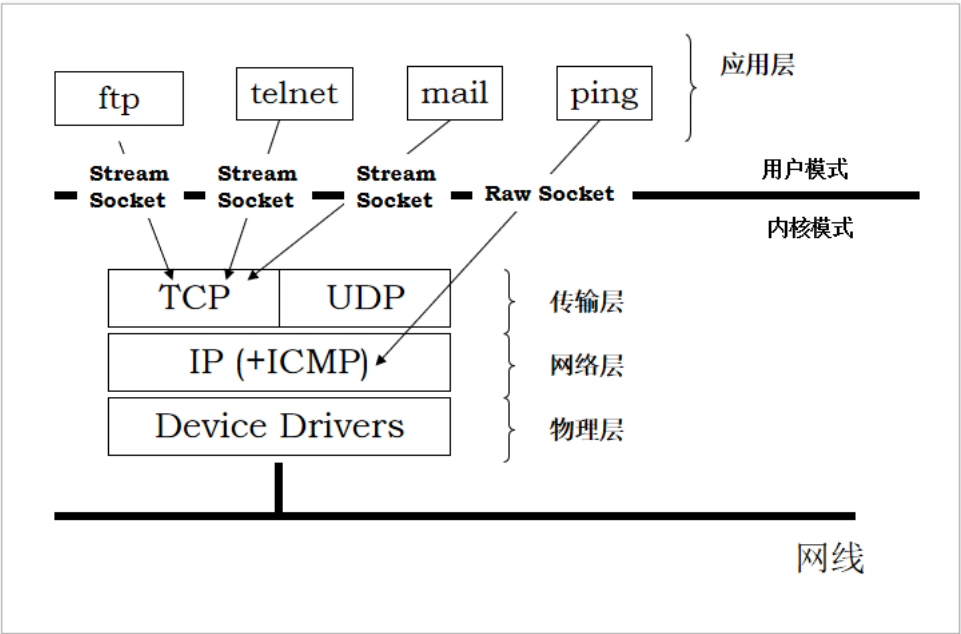 应用层
ftp
telnet
mail
ping
Stream
Socket
Stream
Socket
Stream
Socket
Raw Socket
用户模式
内核模式
TCP
UDP
传输层
IP (+ICMP)
网络层
Device Drivers
物理层
网线